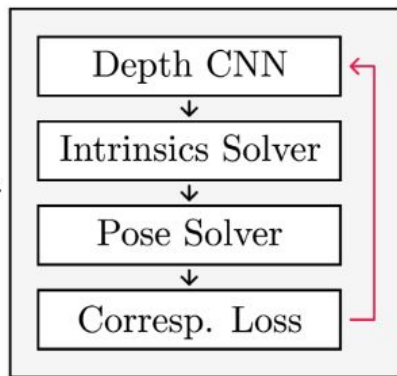 Depth CNN
Intrinsics Solver
Pose Solver
Corresp. Loss